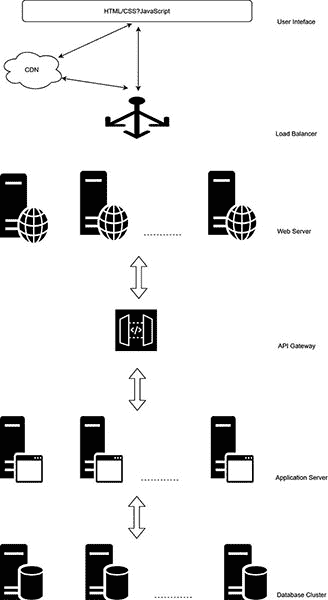 HTML/CSS?JavaScript
User Inteface
CDN
Load Balancer
Web Server
</>
API Gateway
Application Server
Database Cluster